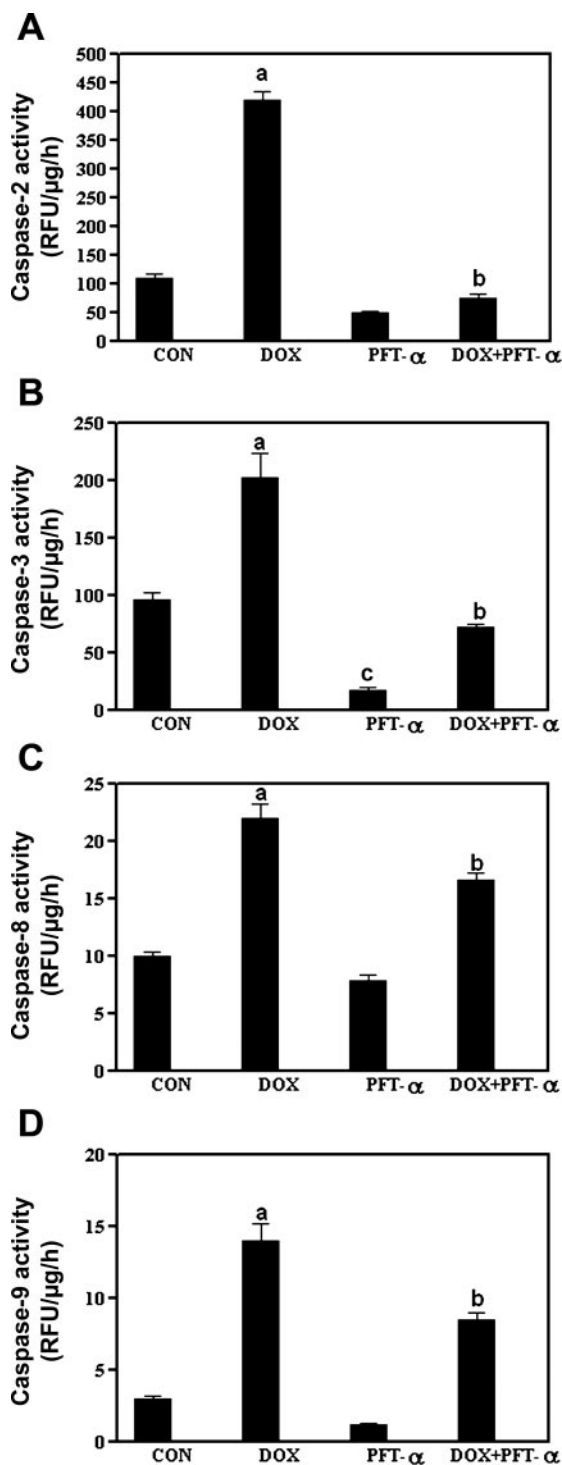 A
Caspase-2 activity
(RFU/µg/h)
500
450
400
350
300
250
200
150
100
50
0
a
b
CON DOX PFT-α DOX+PFT-α
B
Caspase-3 activity
(RFU/µg/h)
250
200
150
100
50
0
a
c
b
CON DOX PFT-α DOX+PFT-α
C
Caspase-8 activity
(RFU/µg/h)
25
20
15
10
5
0
a
b
CON DOX PFT-α DOX+PFT-α
D
Caspase-9 activity
(RFU/µg/h)
20
15
10
5
0
a
b
CON DOX PFT-α DOX+PFT-α